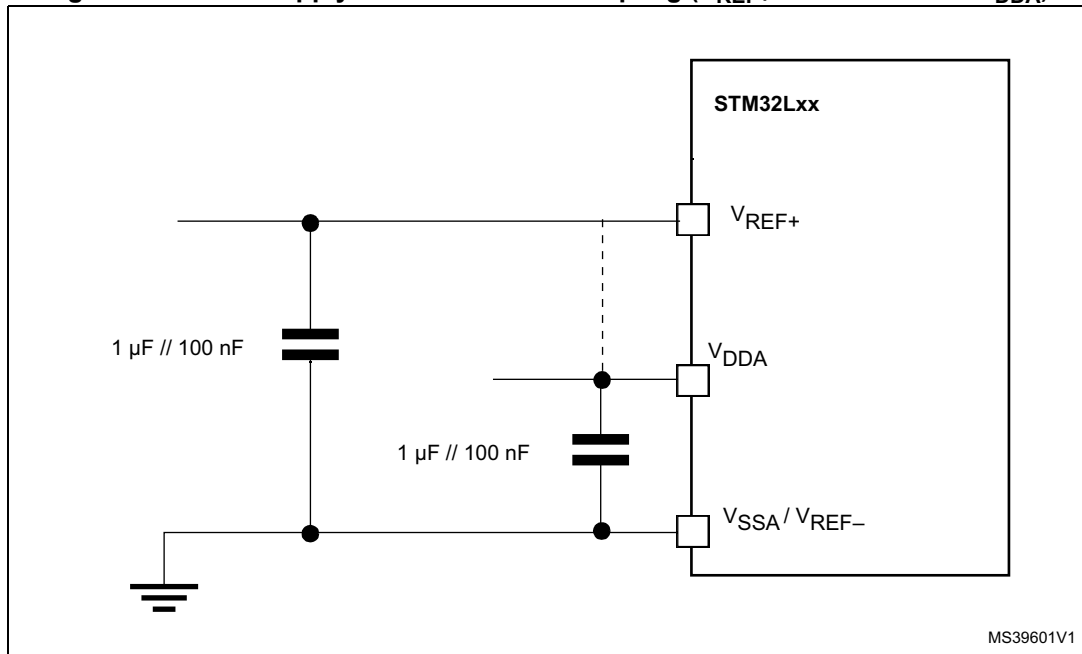 STM32Lxx
VREF+
1 µF // 100 nF
VDDA
1 µF // 100 nF
VSSA / VREF–
MS39601V1